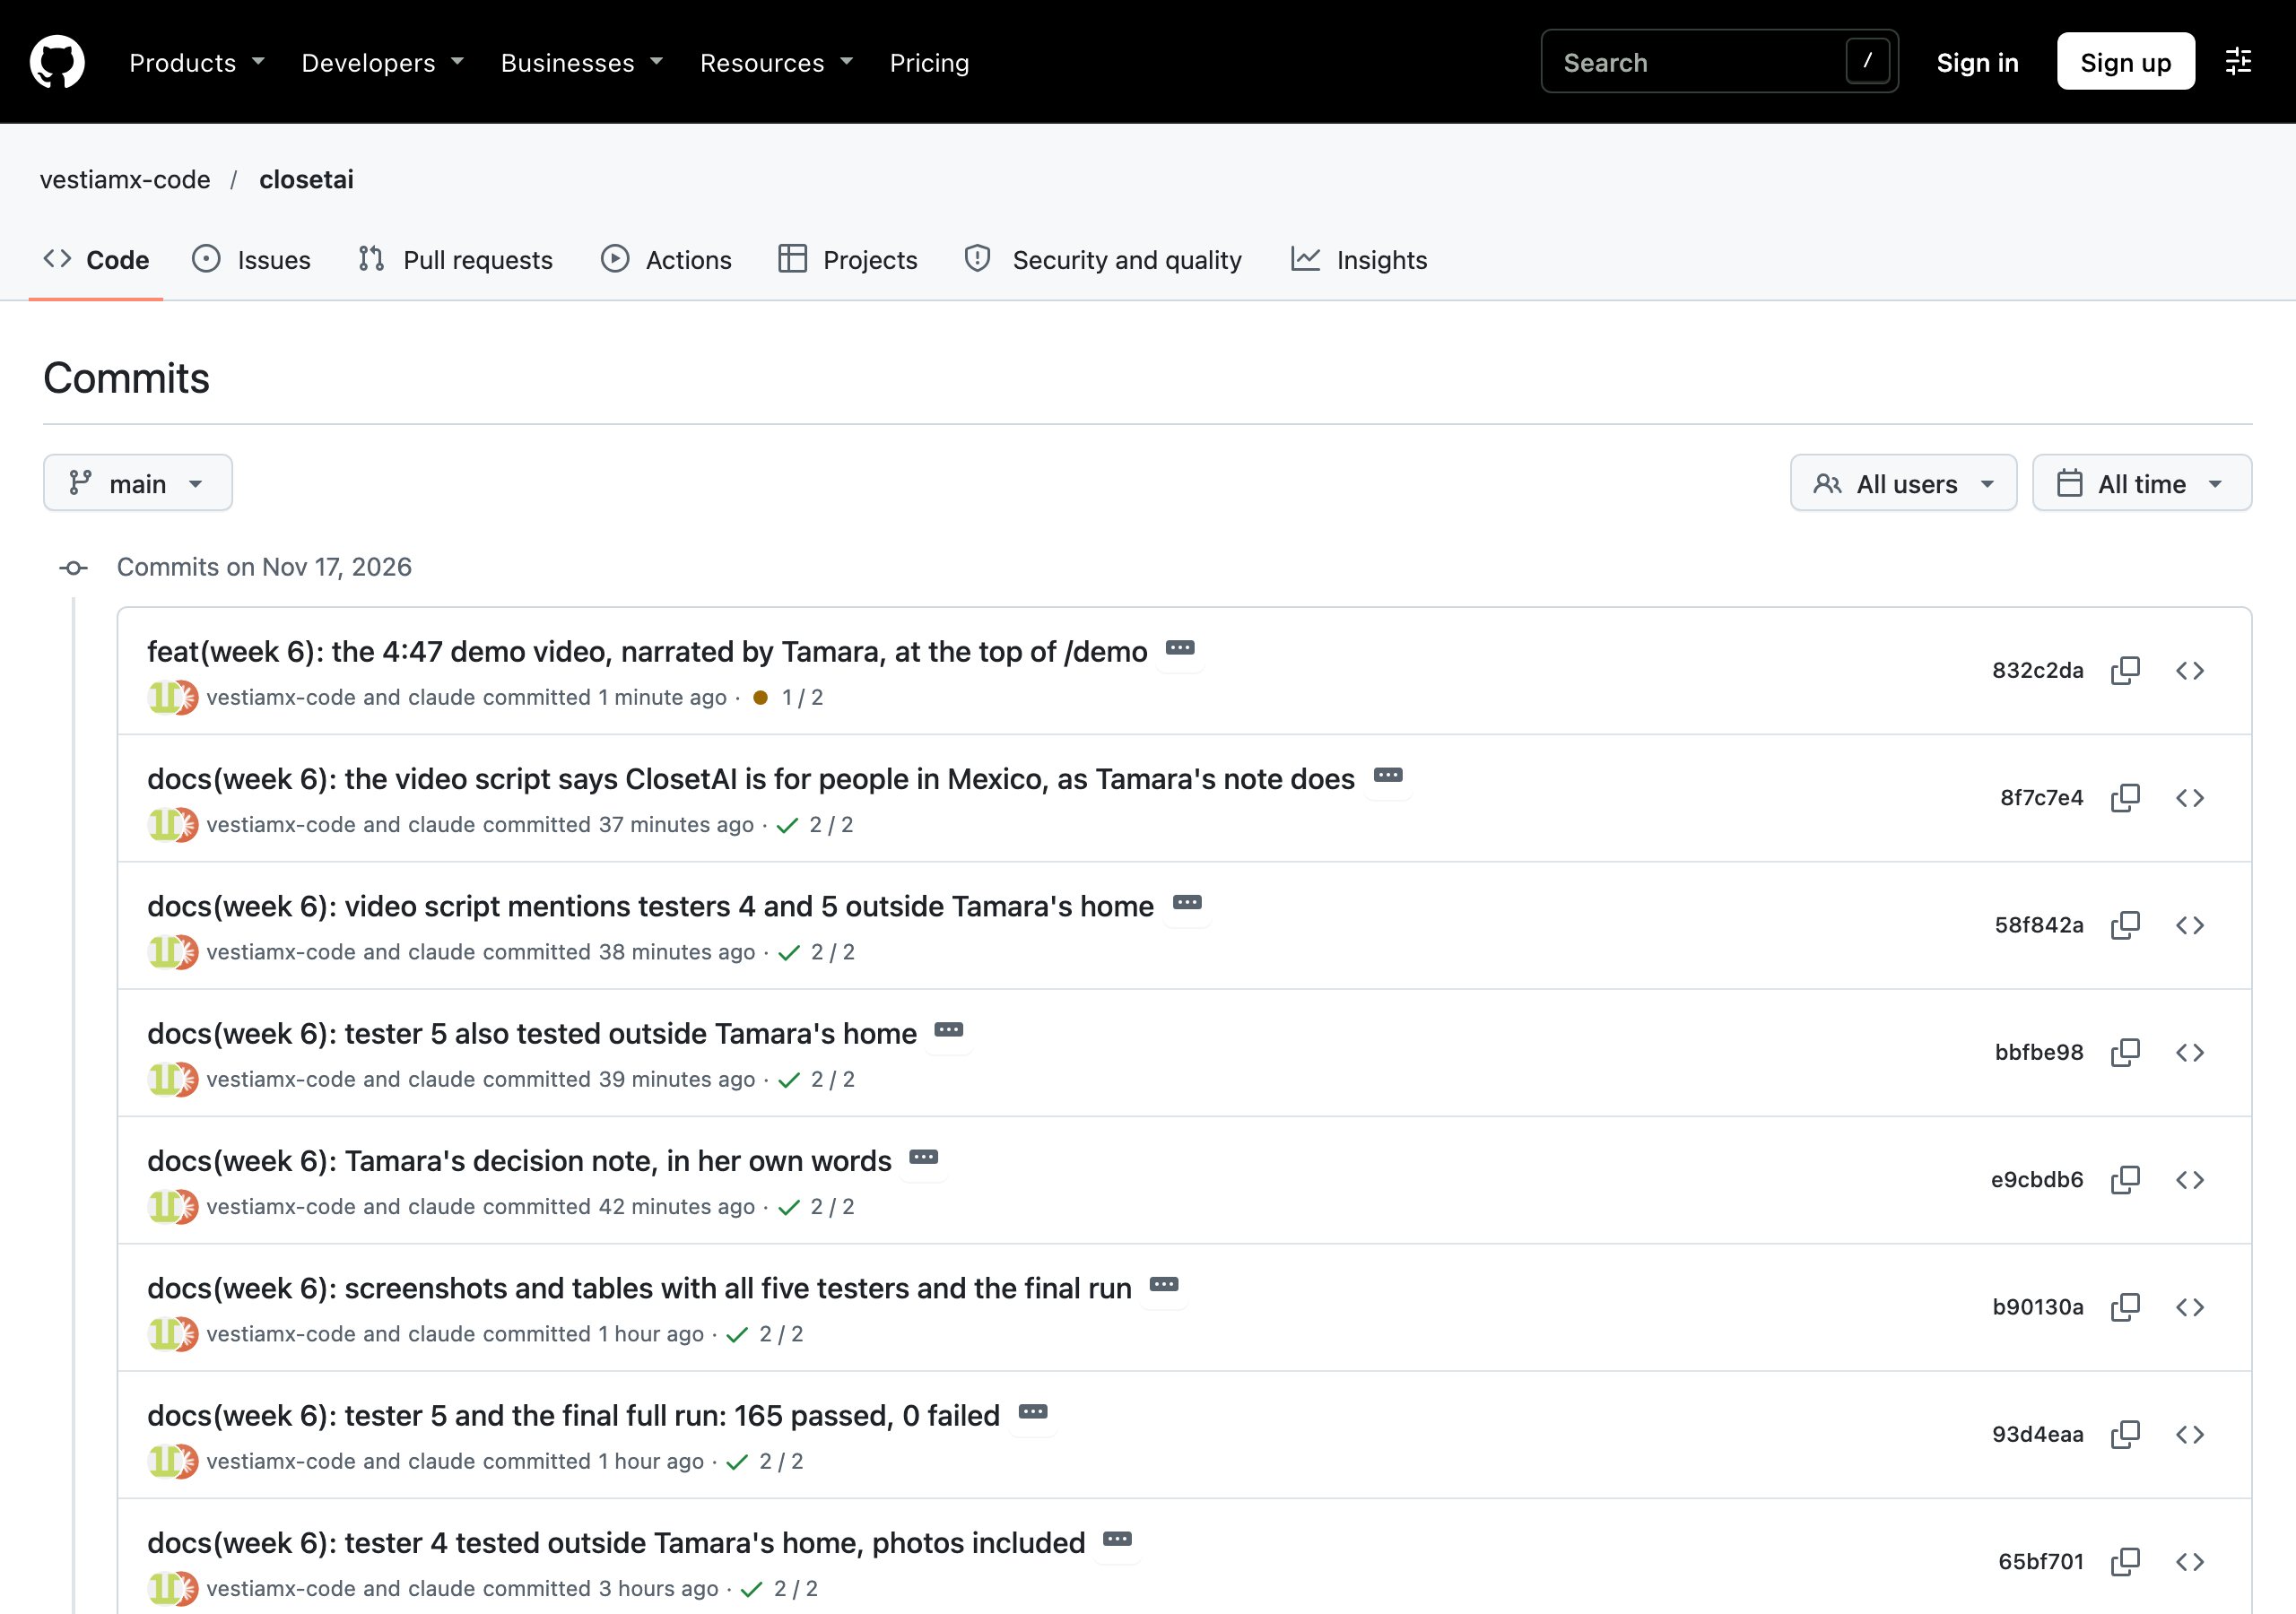 Products Developers Businesses Resources Pricing Search / Sign in Sign up
vestiamx-code / closetai
Code Issues Pull requests Actions Projects Security and quality Insights
Commits
main All users All time
Commits on Nov 17, 2026
feat(week 6): the 4:47 demo video, narrated by Tamara, at the top of /demo
vestiamx-code and claude committed 1 minute ago · 1 / 2
832c2da
docs(week 6): the video script says ClosetAI is for people in Mexico, as Tamara's note does
vestiamx-code and claude committed 37 minutes ago · 2 / 2
8f7c7e4
docs(week 6): video script mentions testers 4 and 5 outside Tamara's home
vestiamx-code and claude committed 38 minutes ago · 2 / 2
58f842a
docs(week 6): tester 5 also tested outside Tamara's home
vestiamx-code and claude committed 39 minutes ago · 2 / 2
bbfbe98
docs(week 6): Tamara's decision note, in her own words
vestiamx-code and claude committed 42 minutes ago · 2 / 2
e9cbdb6
docs(week 6): screenshots and tables with all five testers and the final run
vestiamx-code and claude committed 1 hour ago · 2 / 2
b90130a
docs(week 6): tester 5 and the final full run: 165 passed, 0 failed
vestiamx-code and claude committed 1 hour ago · 2 / 2
93d4eaa
docs(week 6): tester 4 tested outside Tamara's home, photos included
vestiamx-code and claude committed 3 hours ago · 2 / 2
65bf701